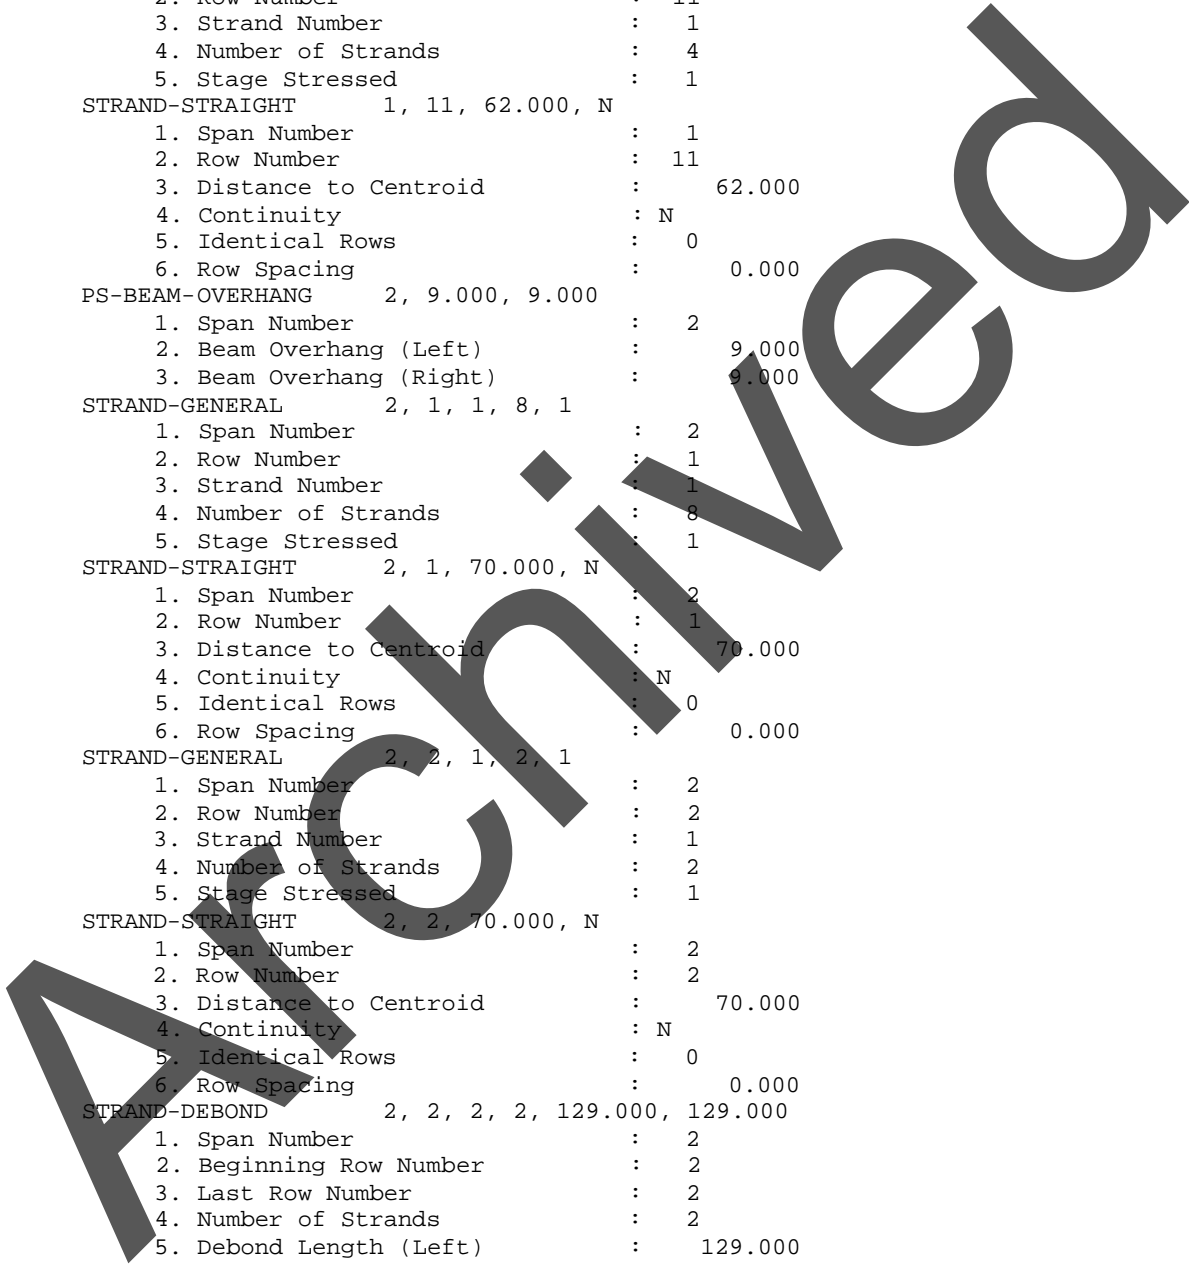 2. Row Number : 11
3. Strand Number : 1
4. Number of Strands : 4
5. Stage Stressed : 1
STRAND-STRAIGHT 1, 11, 62.000, N
1. Span Number : 1
2. Row Number : 11
3. Distance to Centroid : 62.000
4. Continuity : N
5. Identical Rows : 0
6. Row Spacing : 0.000
PS-BEAM-OVERHANG 2, 9.000, 9.000
1. Span Number : 2
2. Beam Overhang (Left) : 9.000
3. Beam Overhang (Right) : 9.000
STRAND-GENERAL 2, 1, 1, 8, 1
1. Span Number : 2
2. Row Number : 1
3. Strand Number : 1
4. Number of Strands : 8
5. Stage Stressed : 1
STRAND-STRAIGHT 2, 1, 70.000, N
1. Span Number : 2
2. Row Number : 1
3. Distance to Centroid : 70.000
4. Continuity : N
5. Identical Rows : 0
6. Row Spacing : 0.000
STRAND-GENERAL 2, 2, 1, 2, 1
1. Span Number : 2
2. Row Number : 2
3. Strand Number : 1
4. Number of Strands : 2
5. Stage Stressed : 1
STRAND-STRAIGHT 2, 2, 70.000, N
1. Span Number : 2
2. Row Number : 2
3. Distance to Centroid : 70.000
4. Continuity : N
5. Identical Rows : 0
6. Row Spacing : 0.000
STRAND-DEBOND 2, 2, 2, 2, 129.000, 129.000
1. Span Number : 2
2. Beginning Row Number : 2
3. Last Row Number : 2
4. Number of Strands : 2
5. Debond Length (Left) : 129.000
Archived